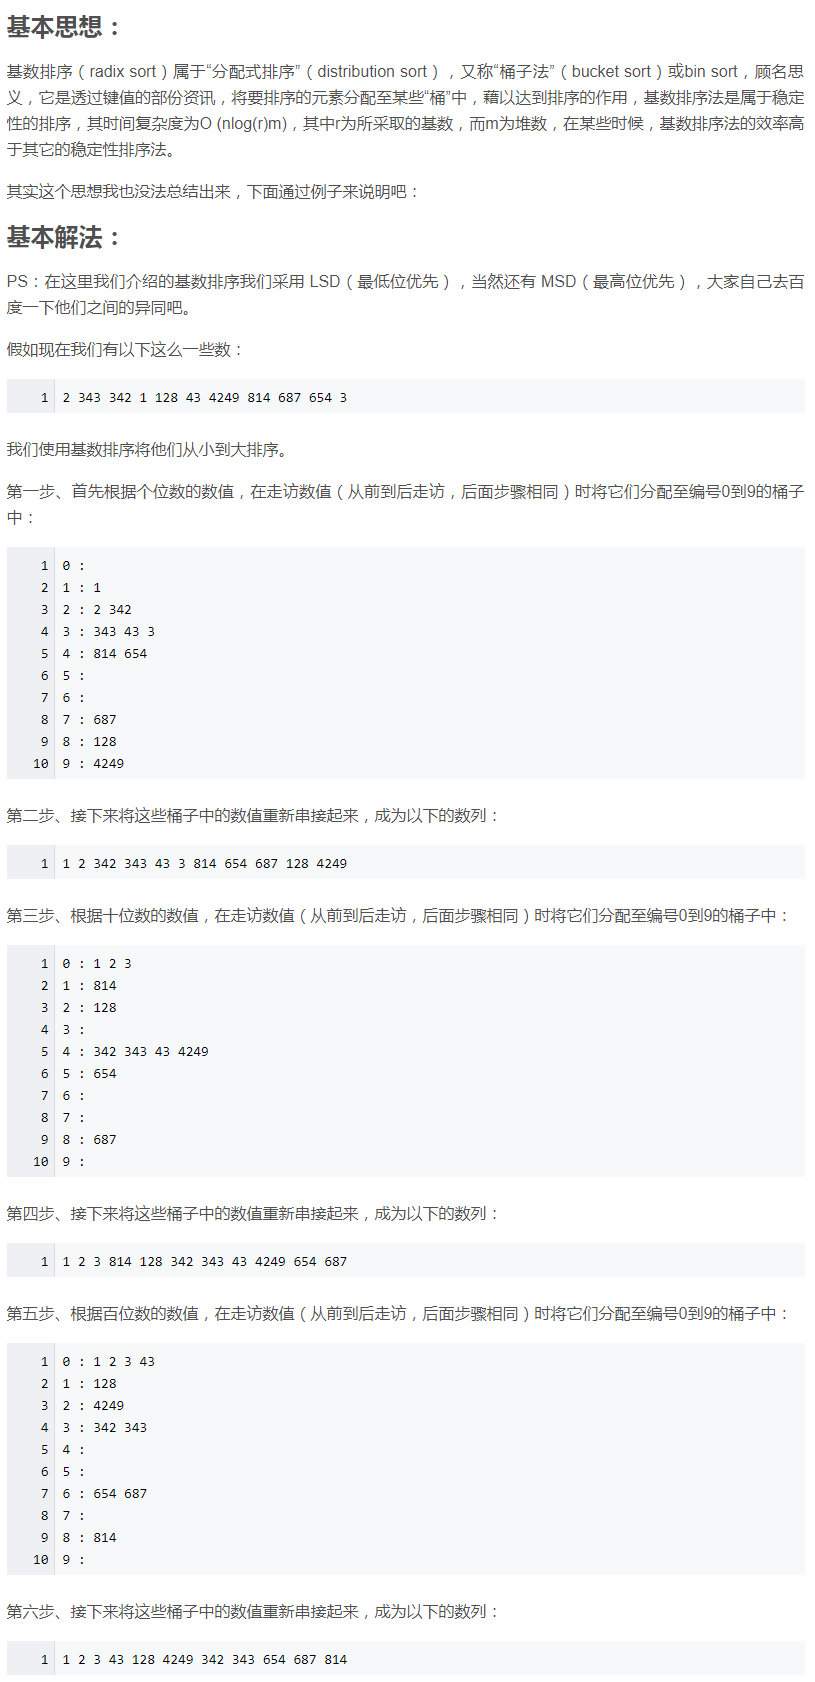 基本思想：
基数排序（radix sort）属于“分配式排序”（distribution sort），又称“桶子法”（bucket sort）或bin sort，顾名思
义，它是透过键值的部份资讯，将要排序的元素分配至某些“桶”中，藉以达到排序的作用，基数排序法是属于稳定
性的排序，其时间复杂度为O (nlog(r)m)，其中r为所采取的基数，而m为堆数，在某些时候，基数排序法的效率高
于其它的稳定性排序法。
其实这个思想我也没法总结出来，下面通过例子来说明吧：
基本解法：
PS：在这里我们介绍的基数排序我们采用 LSD（最低位优先），当然还有 MSD（最高位优先），大家自己去百
度一下他们之间的异同吧。
假如现在我们有以下这么一些数：
1 2 343 342 1 128 43 4249 814 687 654 3
我们使用基数排序将他们从小到大排序。
第一步、首先根据个位数的数值，在走访数值（从前到后走访，后面步骤相同）时将它们分配至编号0到9的桶子
中：
1 0 :
2 1 : 1
3 2 : 2 342
4 3 : 343 43 3
5 4 : 814 654
6 5 :
7 6 :
8 7 : 687
9 8 : 128
10 9 : 4249
第二步、接下来将这些桶子中的数值重新串接起来，成为以下的数列：
1 1 2 342 343 43 3 814 654 687 128 4249
第三步、根据十位数的数值，在走访数值（从前到后走访，后面步骤相同）时将它们分配至编号0到9的桶子中：
1 0 : 1 2 3
2 1 : 814
3 2 : 128
4 3 :
5 4 : 342 343 43 4249
6 5 : 654
7 6 :
8 7 :
9 8 : 687
10 9 :
第四步、接下来将这些桶子中的数值重新串接起来，成为以下的数列：
1 1 2 3 814 128 342 343 43 4249 654 687
第五步、根据百位数的数值，在走访数值（从前到后走访，后面步骤相同）时将它们分配至编号0到9的桶子中：
1 0 : 1 2 3 43
2 1 : 128
3 2 : 4249
4 3 : 342 343
5 4 :
6 5 :
7 6 : 654 687
8 7 :
9 8 : 814
10 9 :
第六步、接下来将这些桶子中的数值重新串接起来，成为以下的数列：
1 1 2 3 43 128 4249 342 343 654 687 814